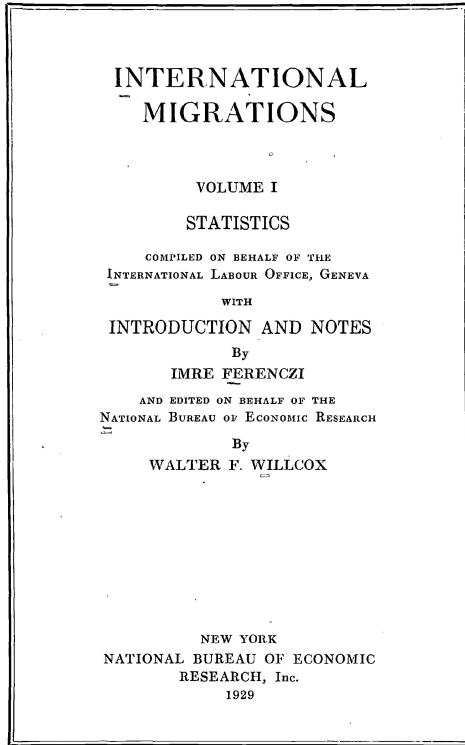 INTERNATIONAL
MIGRATIONS
VOLUME I
STATISTICS
COMPILED ON BEHALF OF THE
INTERNATIONAL LABOUR OFFICE, GENEVA
WITH
INTRODUCTION AND NOTES
By
IMRE FERENCZI
AND EDITED ON BEHALF OF THE
NATIONAL BUREAU OF ECONOMIC RESEARCH
By
WALTER F. WILLCOX
NEW YORK
NATIONAL BUREAU OF ECONOMIC
RESEARCH, Inc.
1929